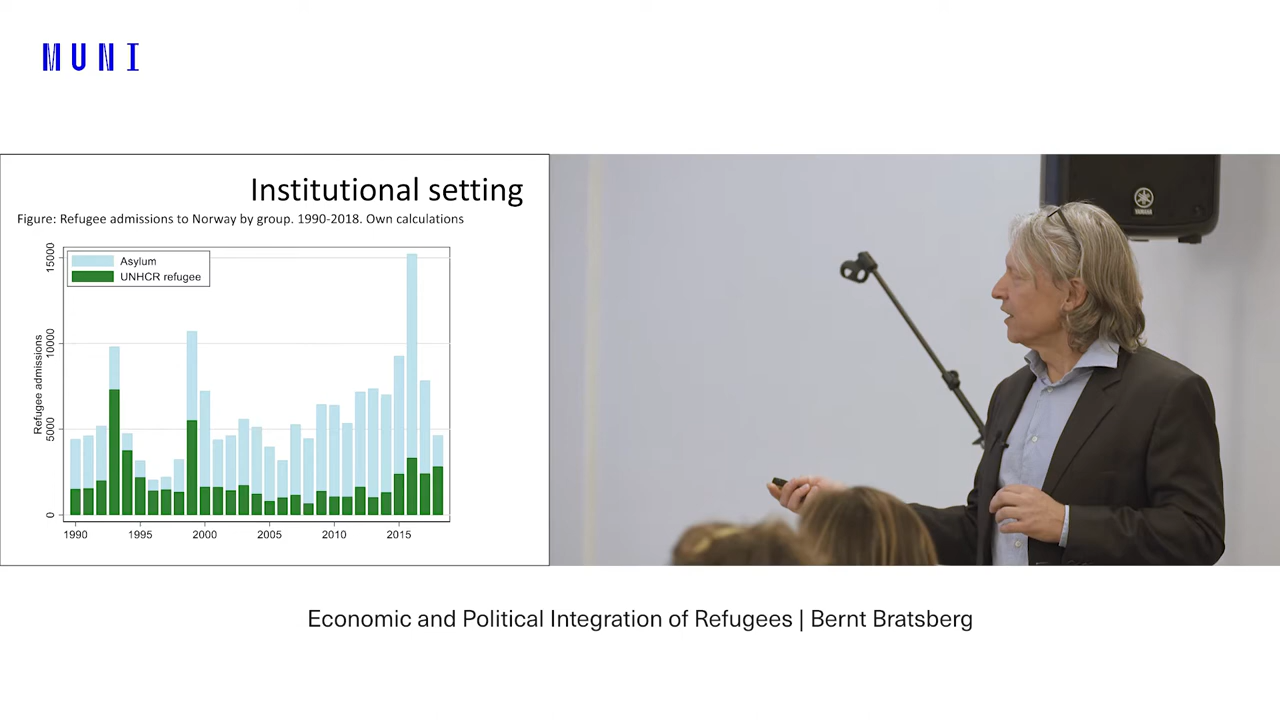 MUNI
Institutional setting
Figure: Refugee admissions to Norway by group. 1990-2018. Own calculations
Asylum
UNHCR refugee
Refugee admissions
15000
10000
5000
0
1990
1995
2000
2005
2010
2015
YAMAHA
Economic and Political Integration of Refugees | Bernt Bratsberg